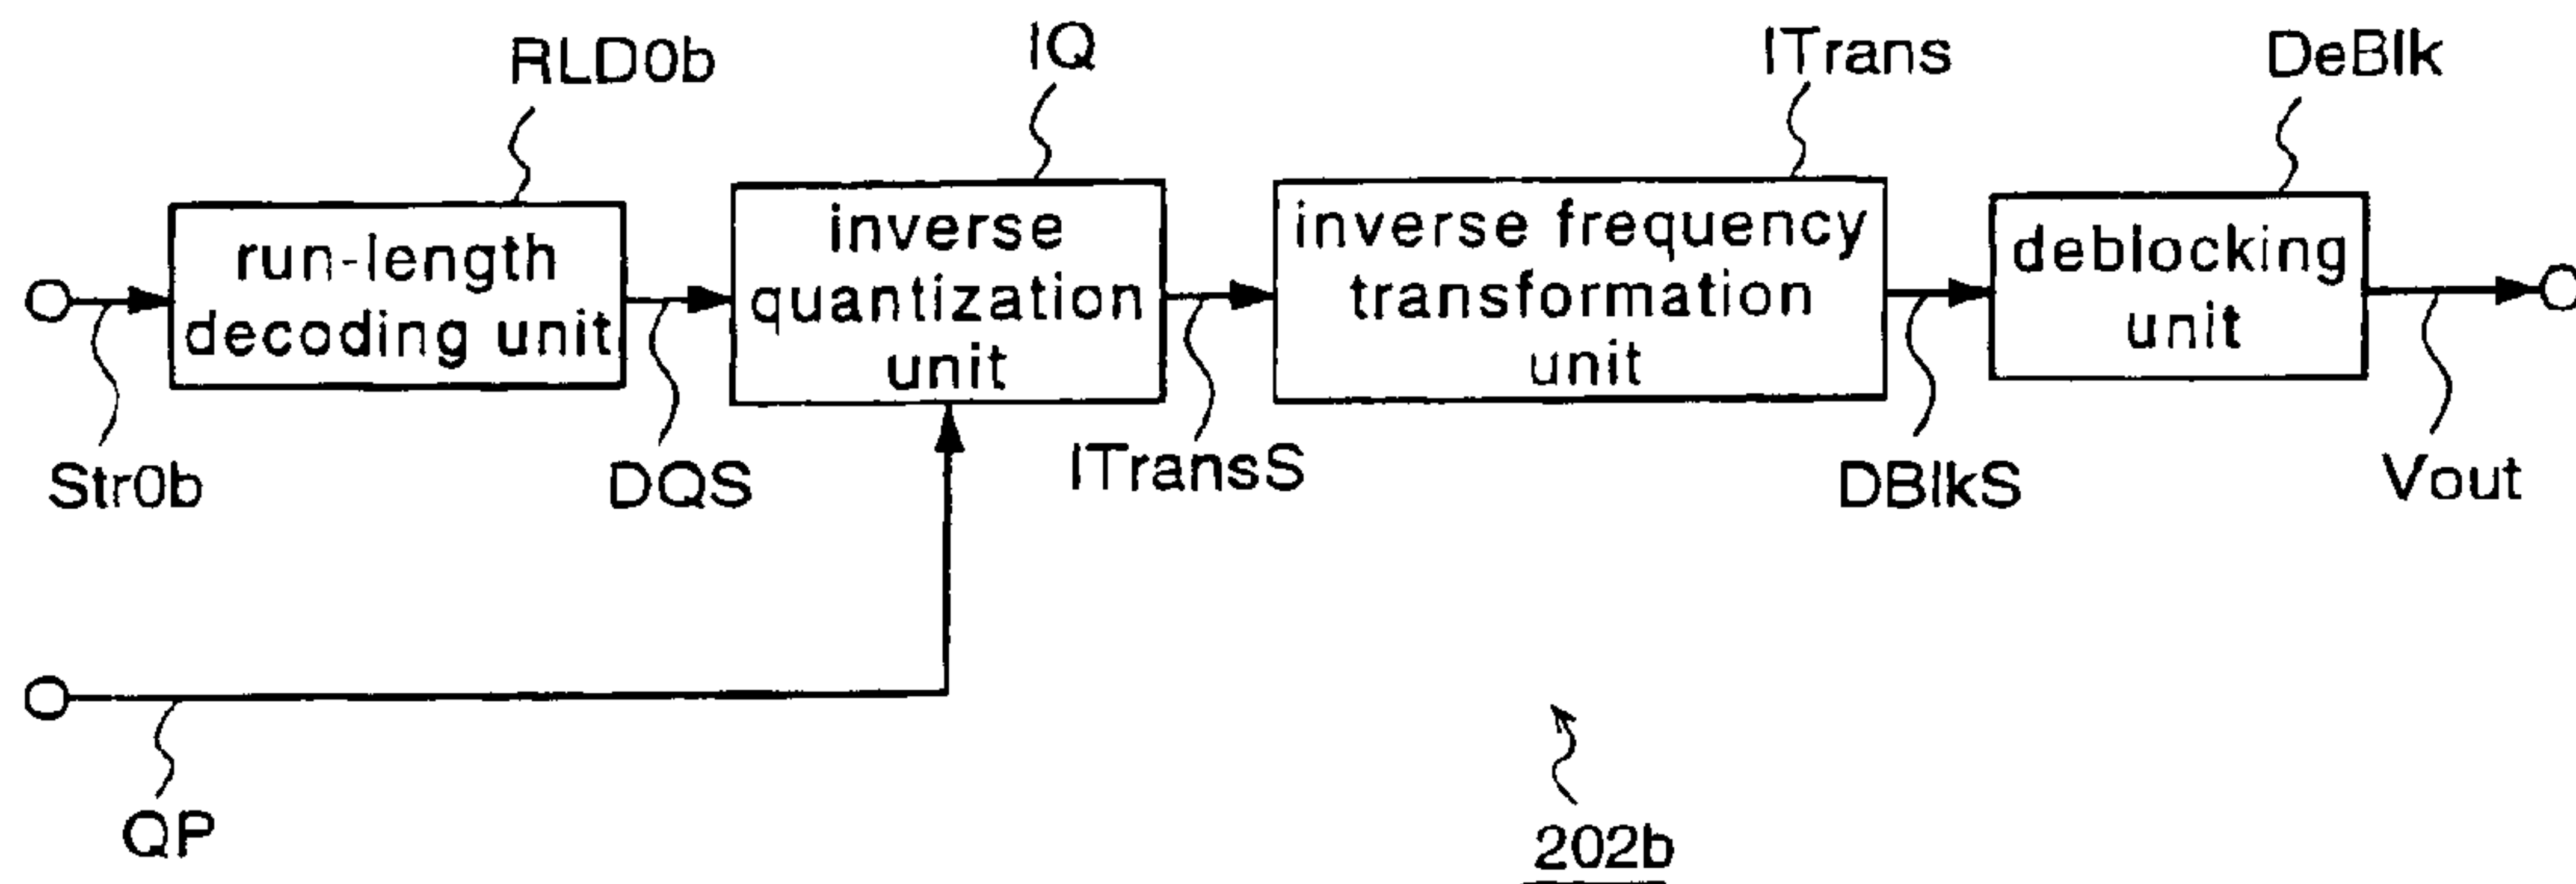 RLD0b
IQ
ITrans
DeBlk
run-length
decoding unit
inverse
quantization
unit
inverse frequency
transformation
unit
deblocking
unit
Str0b
DQS
ITransS
DBlkS
Vout
QP
202b